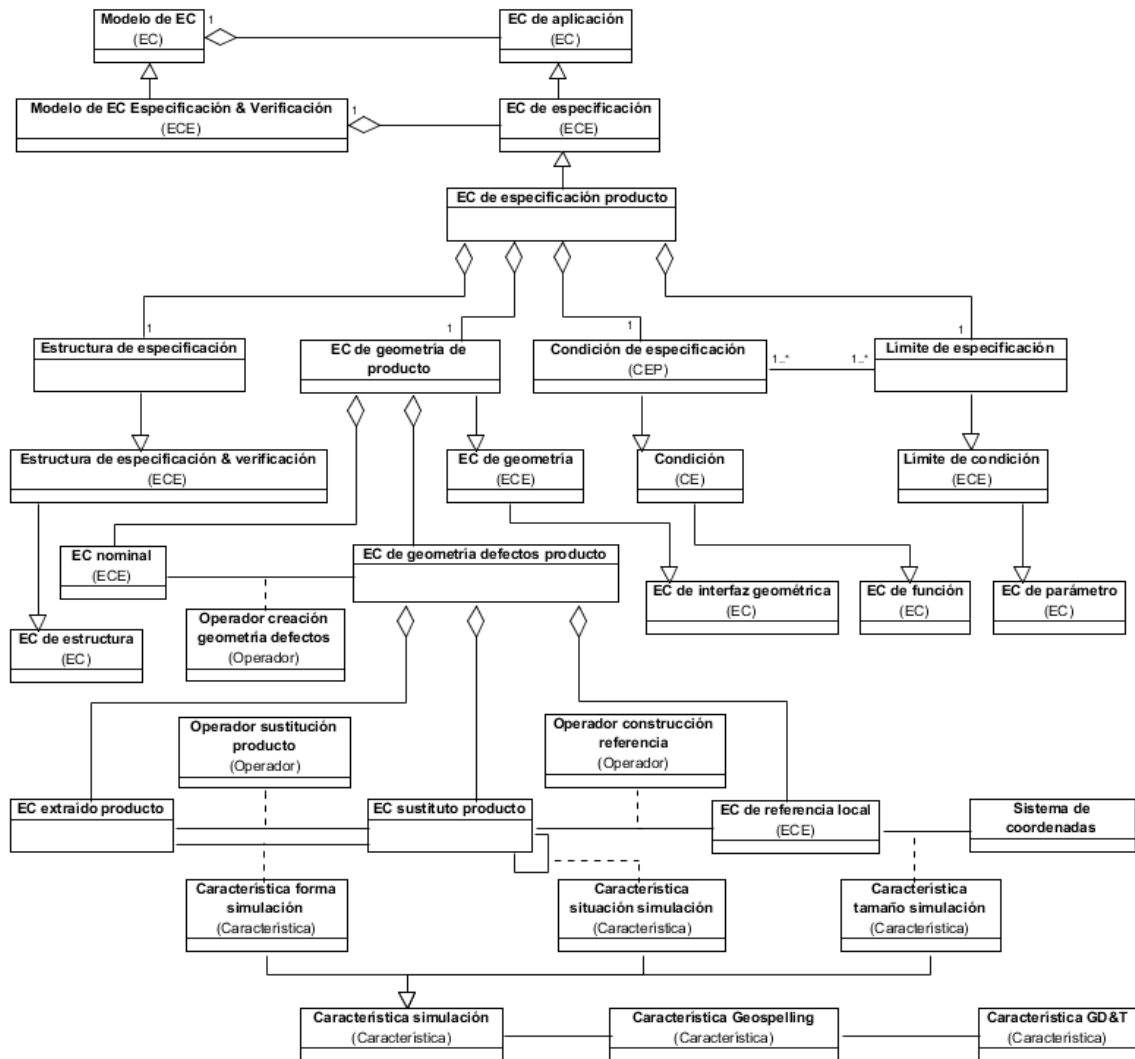 Modelo de EC
(EC)
1
EC de aplicación
(EC)
Modelo de EC Especificación & Verificación
(ECE)
1
EC de especificación
(ECE)
EC de especificación producto
1
1
1
1
Estructura de especificación
EC de geometría de
producto
Condición de especificación
(CEP)
1..*
1..*
Límite de especificación
Estructura de especificación & verificación
(ECE)
EC de geometría
(ECE)
Condición
(CE)
Límite de condición
(ECE)
EC nominal
(ECE)
EC de geometría defectos producto
EC de interfaz geométrica
(EC)
EC de función
(EC)
EC de parámetro
(EC)
Operador creación
geometría defectos
(Operador)
EC de estructura
(EC)
Operador sustitución
producto
(Operador)
Operador construcción
referencia
(Operador)
EC extraido producto
EC sustituto producto
EC de referencia local
(ECE)
Sistema de
coordenadas
Característica forma
simulación
(Característica)
Característica
situación simulación
(Característica)
Característica
tamaño simulación
(Característica)
Característica simulación
(Característica)
Característica Geospelling
(Característica)
Característica GD&T
(Característica)